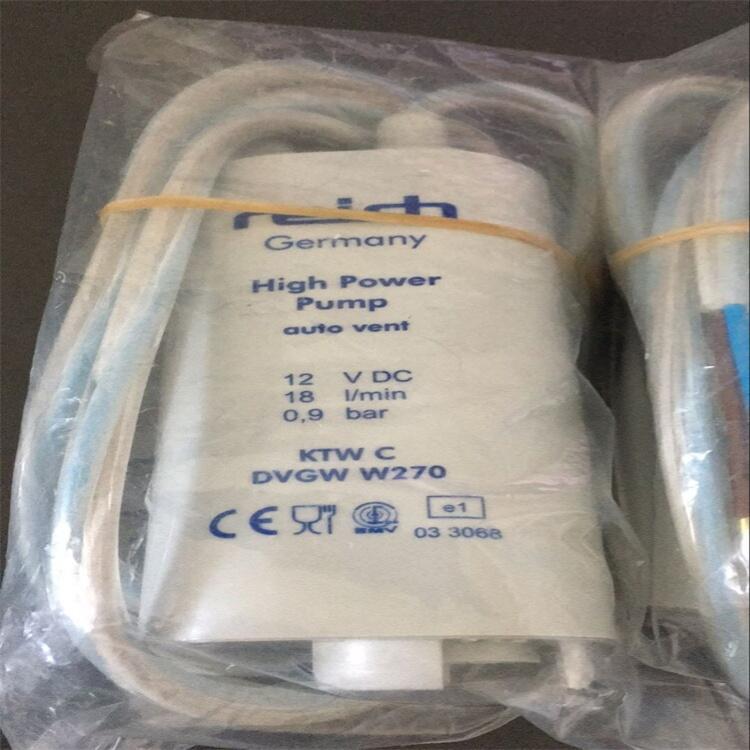 reich
Germany
High Power
Pump
auto vent
12 V DC
18 l/min
0,9 bar
KTW C
DVGW W270
CE EMV e1
03 3068